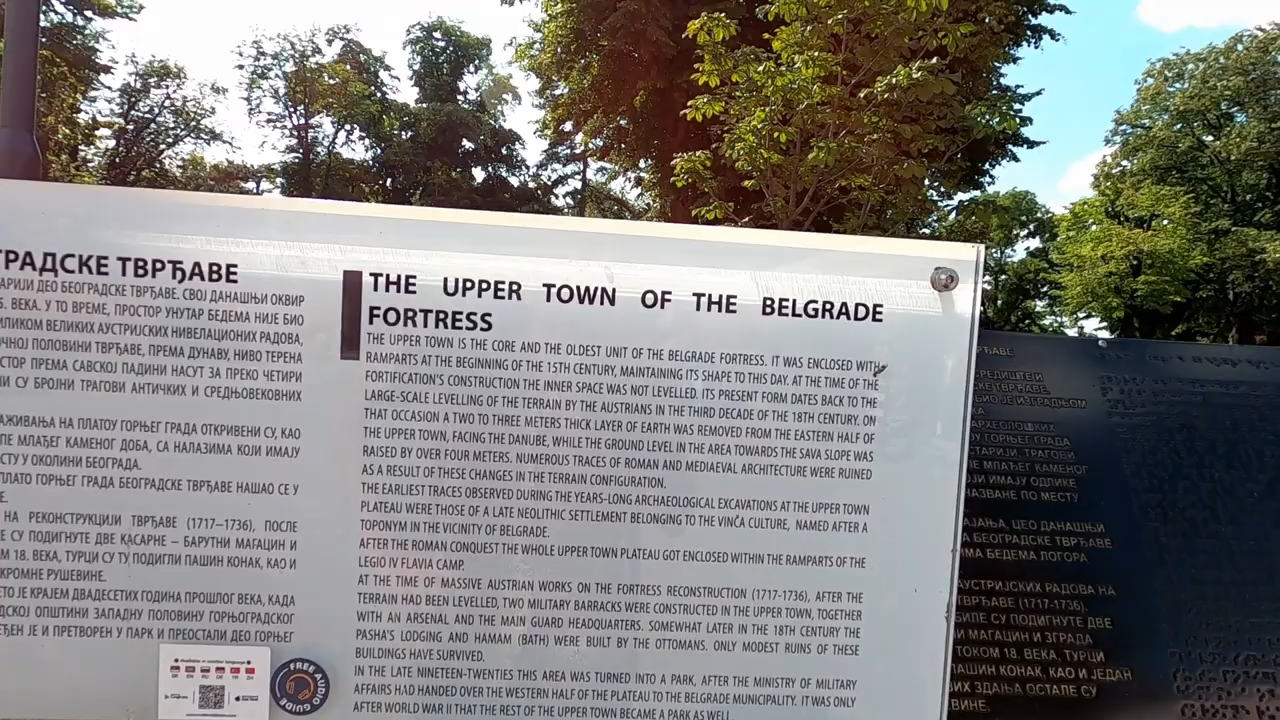 ГРАДСКЕ ТВРЂАВЕ
ДЕО БЕОГРАДСКЕ ТВРЂАВЕ. СВОЈ ДАНАШЊИ ОКВИР
ВЕКА. У ТО ВРЕМЕ, ПРОСТОР УНУТАР БЕДЕМА НИЈЕ БИО
ВЕЛИКИХ АУСТРИЈСКИХ НИВЕЛАЦИОНИХ РАДОВА,
ПОЛОВИНИ ТВРЂАВЕ, ПРЕМА ДУНАВУ, НИВО ТЕРЕНА
ПРЕМА САВСКОЈ ПАДИНИ НАСУТ ЗА ПРЕКО ЧЕТИРИ
СУ БРОЈНИ ТРАГОВИ АНТИЧКИХ И СРЕДЊОВЕКОВНИХ
НА ПЛАТОУ ГОРЊЕГ ГРАДА ОТКРИВЕНИ СУ, КАО
МЛАЂЕГ КАМЕНОГ ДОБА, СА НАЛАЗИМА КОЈИ ИМАЈУ
У ОКОЛИНИ БЕОГРАДА.
ПЛАТО ГОРЊЕГ ГРАДА БЕОГРАДСКЕ ТВРЂАВЕ НАШАО СЕ У
НА РЕКОНСТРУКЦИЈИ ТВРЂАВЕ (1717–1736), ПОСЛЕ
СУ ПОДИГНУТЕ ДВЕ КАСАРНЕ – БАРУТНИ МАГАЦИН И
18. ВЕКА, ТУРЦИ СУ ТУ ПОДИГЛИ ПАШИН КОНАК, КАО И
СКРОМНЕ РУШЕВИНЕ.
ЈЕ КРАЈЕМ ДВАДЕСЕТИХ ГОДИНА ПРОШЛОГ ВЕКА, КАДА
ОПШТИНИ ЗАПАДНУ ПОЛОВИНУ ГОРЊОГРАДСКОГ
ЈЕ И ПРЕТВОРЕН У ПАРК И ПРЕОСТАЛИ ДЕО ГОРЊЕГ
FREE AUDIO GUIDE
THE UPPER TOWN OF THE BELGRADE
FORTRESS
THE UPPER TOWN IS THE CORE AND THE OLDEST UNIT OF THE BELGRADE FORTRESS. IT WAS ENCLOSED WITH
RAMPARTS AT THE BEGINNING OF THE 15TH CENTURY, MAINTAINING ITS SHAPE TO THIS DAY. AT THE TIME OF THE
FORTIFICATION'S CONSTRUCTION THE INNER SPACE WAS NOT LEVELLED. ITS PRESENT FORM DATES BACK TO THE
LARGE-SCALE LEVELLING OF THE TERRAIN BY THE AUSTRIANS IN THE THIRD DECADE OF THE 18TH CENTURY. ON
THAT OCCASION A TWO TO THREE METERS THICK LAYER OF EARTH WAS REMOVED FROM THE EASTERN HALF OF
THE UPPER TOWN, FACING THE DANUBE, WHILE THE GROUND LEVEL IN THE AREA TOWARDS THE SAVA SLOPE WAS
RAISED BY OVER FOUR METERS. NUMEROUS TRACES OF ROMAN AND MEDIAEVAL ARCHITECTURE WERE RUINED
AS A RESULT OF THESE CHANGES IN THE TERRAIN CONFIGURATION.
THE EARLIEST TRACES OBSERVED DURING THE YEARS-LONG ARCHAEOLOGICAL EXCAVATIONS AT THE UPPER TOWN
PLATEAU WERE THOSE OF A LATE NEOLITHIC SETTLEMENT BELONGING TO THE VINČA CULTURE, NAMED AFTER A
TOPONYM IN THE VICINITY OF BELGRADE.
AFTER THE ROMAN CONQUEST THE WHOLE UPPER TOWN PLATEAU GOT ENCLOSED WITHIN THE RAMPARTS OF THE
LEGIO IV FLAVIA CAMP.
AT THE TIME OF MASSIVE AUSTRIAN WORKS ON THE FORTRESS RECONSTRUCTION (1717-1736), AFTER THE
TERRAIN HAD BEEN LEVELLED, TWO MILITARY BARRACKS WERE CONSTRUCTED IN THE UPPER TOWN, TOGETHER
WITH AN ARSENAL AND THE MAIN GUARD HEADQUARTERS. SOMEWHAT LATER IN THE 18TH CENTURY THE
PASHA'S LODGING AND HAMAM (BATH) WERE BUILT BY THE OTTOMANS. ONLY MODEST RUINS OF THESE
BUILDINGS HAVE SURVIVED.
IN THE LATE NINETEEN-TWENTIES THIS AREA WAS TURNED INTO A PARK, AFTER THE MINISTRY OF MILITARY
AFFAIRS HAD HANDED OVER THE WESTERN HALF OF THE PLATEAU TO THE BELGRADE MUNICIPALITY. IT WAS ONLY
AFTER WORLD WAR II THAT THE REST OF THE UPPER TOWN BECAME A PARK AS WELL.
ТВРЂАВЕ
ТВРЂАВЕ,
ГОРЊЕГ ГРАДА
СТАРИЈИ, ТРАГОВИ
МЛАЂЕГ КАМЕНОГ
ИМАЈУ ОДЛИКЕ
НАЗВАНЕ ПО МЕСТУ
ЦЕО ДАНАШЊИ
БЕОГРАДСКЕ ТВРЂАВЕ
БЕДЕМА ЛОГОРА
АУСТРИЈСКИХ РАДОВА НА
ТВРЂАВЕ (1717-1736),
СУ ПОДИГНУТЕ ДВЕ
МАГАЦИН И ЗГРАДА
ТОКОМ 18. ВЕКА, ТУРЦИ
ПАШИН КОНАК, КАО И ЈЕДАН
ЗДАЊА ОСТАЛЕ СУ